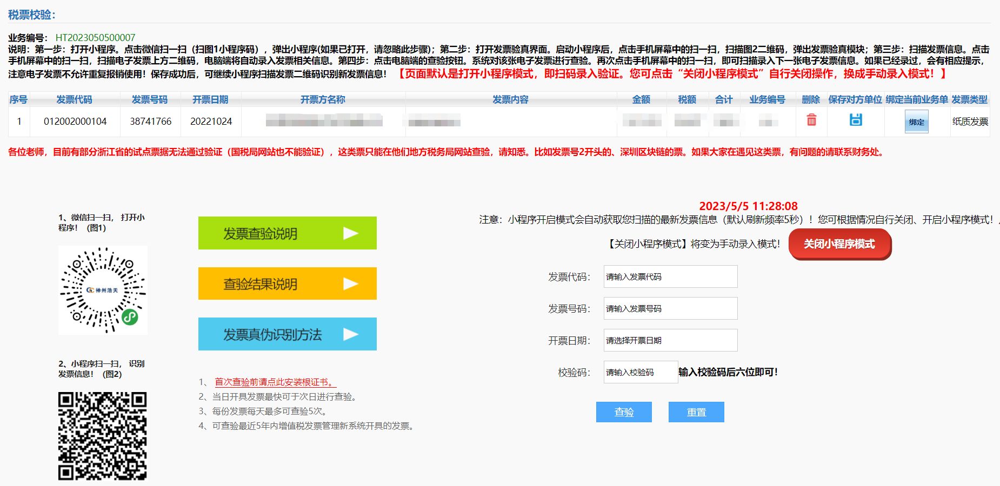 税票校验：
业务编号： HT2023050500007
说明：第一步：打开小程序。点击微信扫一扫（扫图1小程序码），弹出小程序(如果已打开，请忽略此步骤)；第二步：打开发票验真界面。启动小程序后，点击手机屏幕中的扫一扫，扫描图2二维码，弹出发票验真模块；第三步：扫描发票信息。点击
手机屏幕中的扫一扫，扫描电子发票上方二维码，电脑端将自动录入发票相关信息。第四步：点击电脑端的查验按钮。系统对该张电子发票进行查验。再次点击手机屏幕中的扫一扫，即可扫描录入下一张电子发票信息。如果已经录过，会有相应提示，
注意电子发票不允许重复报销使用！保存成功后，可继续小程序扫描发票二维码识别新发票信息！ 【页面默认是打开小程序模式，即扫码录入验证。您可点击“关闭小程序模式”自行关闭操作，换成手动录入模式！】
序号 发票代码 发票号码 开票日期 开票方名称 发票内容 金额 税额 合计 业务编号 删除 保存对方单位 绑定当前业务单 发票类型
1 012002000104 38741766 20221024 绑定 纸质发票
各位老师，目前有部分浙江省的试点票据无法通过验证（国税局网站也不能验证），这类票只能在他们地方税务局网站查验，请知悉。比如发票号2开头的、深圳区块链的票。如果大家在遇见这类票，有问题的请联系财务处。
1、微信扫一扫， 打开小
程序！（图1）
神州浩天
2、小程序扫一扫， 识别
发票信息！（图2）
发票查验说明
查验结果说明
发票真伪识别方法
1、 首次查验前请点此安装根证书。
2、当日开具发票最快可于次日进行查验。
3、每份发票每天最多可查验5次。
4、可查验最近5年内增值税发票管理新系统开具的发票。
2023/5/5 11:28:08
注意：小程序开启模式会自动获取您扫描的最新发票信息（默认刷新频率5秒）！您可根据情况自行关闭、开启小程序模式！
【关闭小程序模式】将变为手动录入模式！ 关闭小程序模式
发票代码： 请输入发票代码
发票号码： 请输入发票号码
开票日期： 请选择开票日期
校验码： 请输入校验码 输入校验码后六位即可！
查验 重置